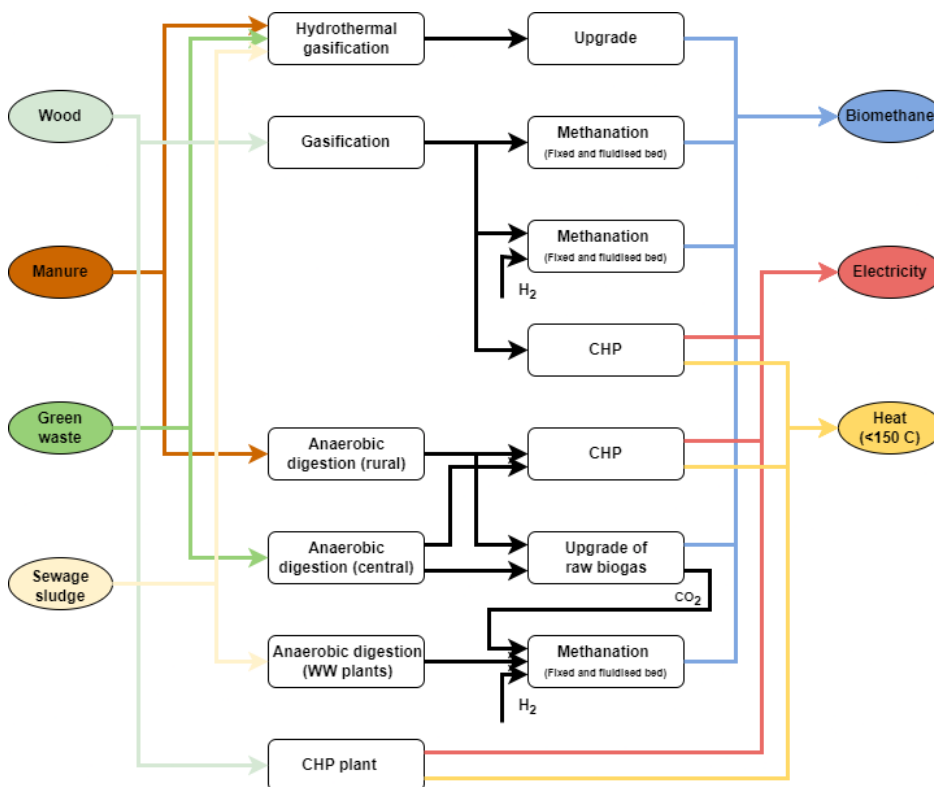 Hydrothermal
gasification
Upgrade
Wood
Biomethane
Gasification
Methanation
(Fixed and fluidised bed)
Methanation
(Fixed and fluidised bed)
H2
Manure
Electricity
CHP
Green
waste
Heat
(<150 C)
Anaerobic
digestion (rural)
CHP
Anaerobic
digestion (central)
Upgrade of
raw biogas
Sewage
sludge
CO2
Anaerobic digestion
(WW plants)
Methanation
(Fixed and fluidised bed)
H2
CHP plant